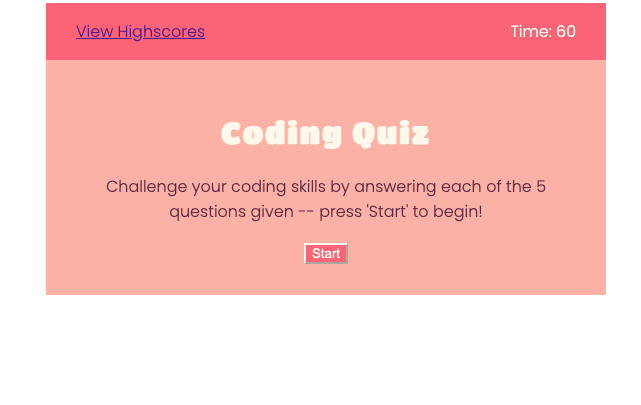 View Highscores
Time: 60
Coding Quiz
Challenge your coding skills by answering each of the 5
questions given -- press 'Start' to begin!
Start